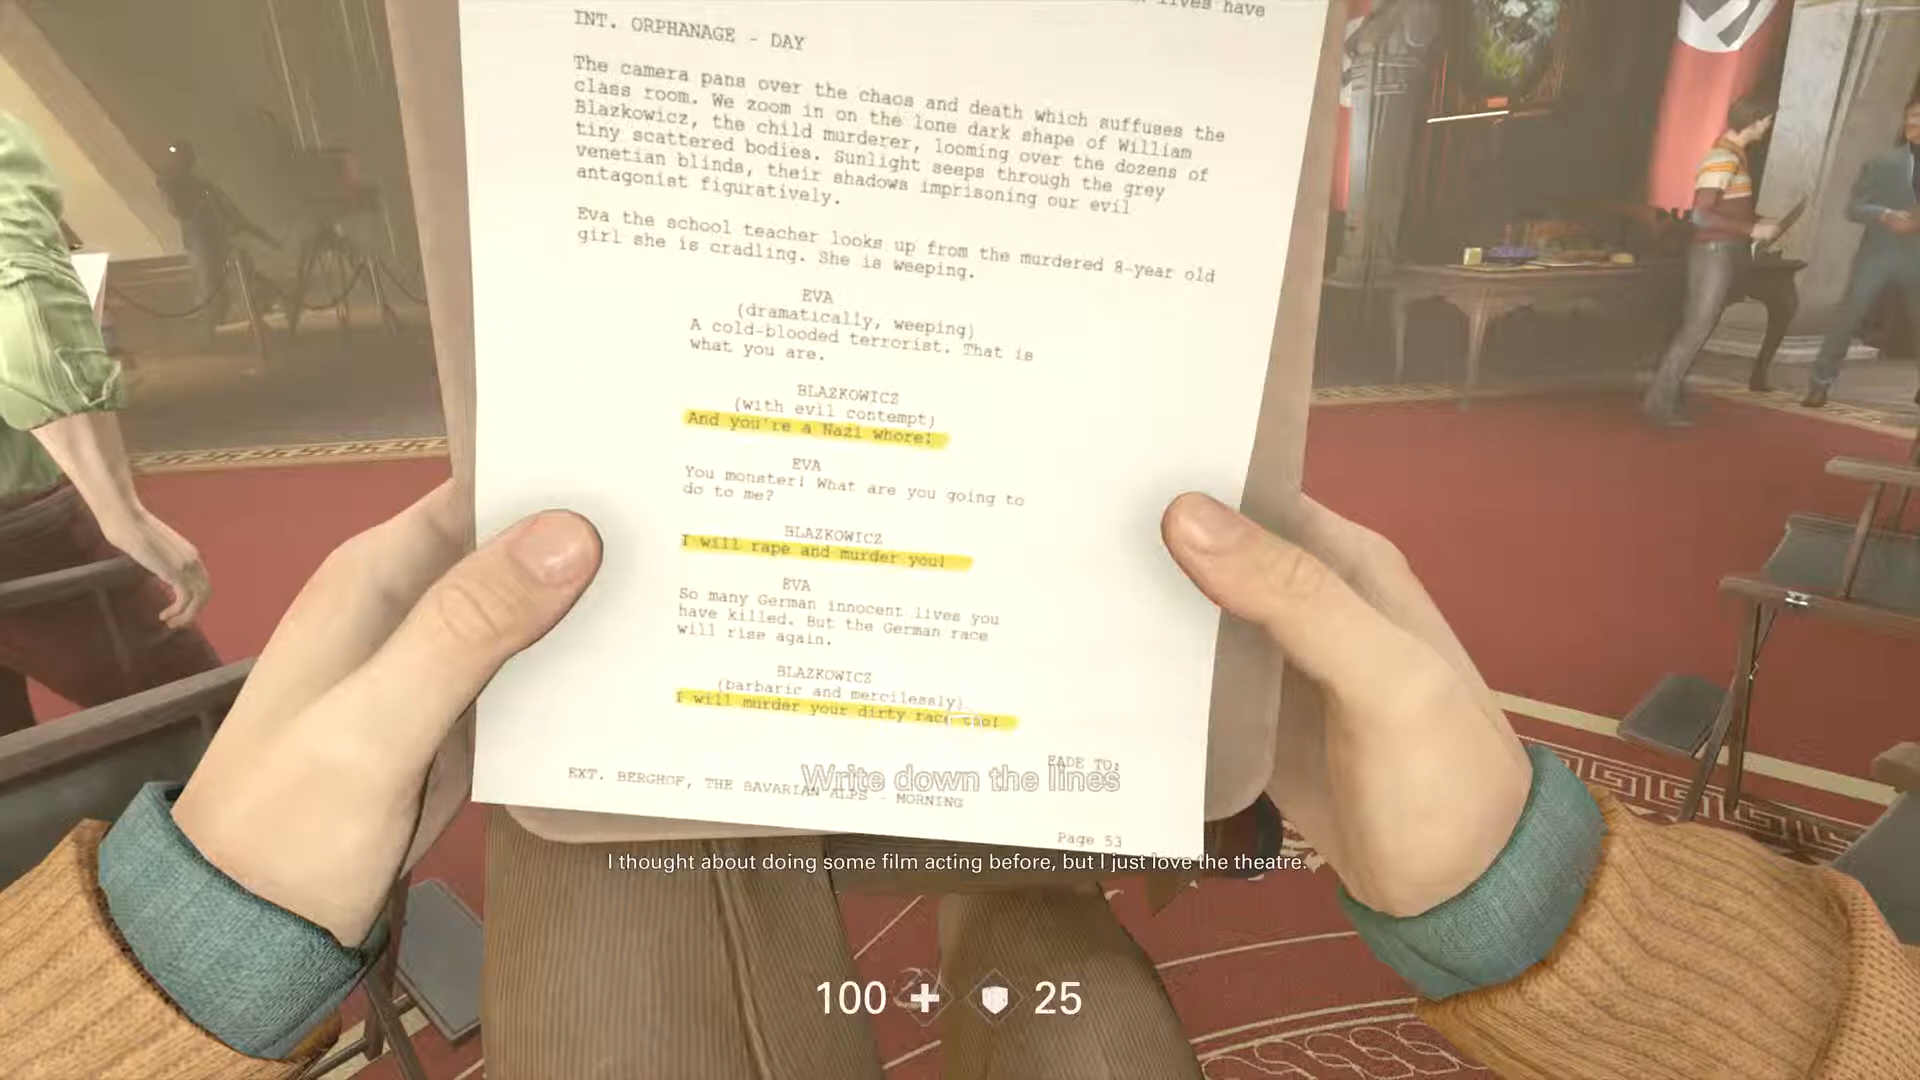 lives have
INT. ORPHANAGE - DAY
The camera pans over the chaos and death which suffuses the
class room. We zoom in on the lone dark shape of William
Blazkowicz, the child murderer, looming over the dozens of
tiny scattered bodies. Sunlight seeps through the grey
venetian blinds, their shadows imprisoning our evil
antagonist figuratively.
Eva the school teacher looks up from the murdered 8-year old
girl she is cradling. She is weeping.
EVA
(dramatically, weeping)
A cold-blooded terrorist. That is
what you are.
BLAZKOWICZ
(with evil contempt)
And you're a Nazi whore!
EVA
You monster! What are you going to
do to me?
BLAZKOWICZ
I will rape and murder you!
EVA
So many German innocent lives you
have killed. But the German race
will rise again.
BLAZKOWICZ
(barbaric and mercilessly)
I will murder your dirty race too!
FADE TO:
Write down the lines
EXT. BERGHOF, THE BAVARIAN ALPS - MORNING
Page 53
I thought about doing some film acting before, but I just love the theatre.
100 25